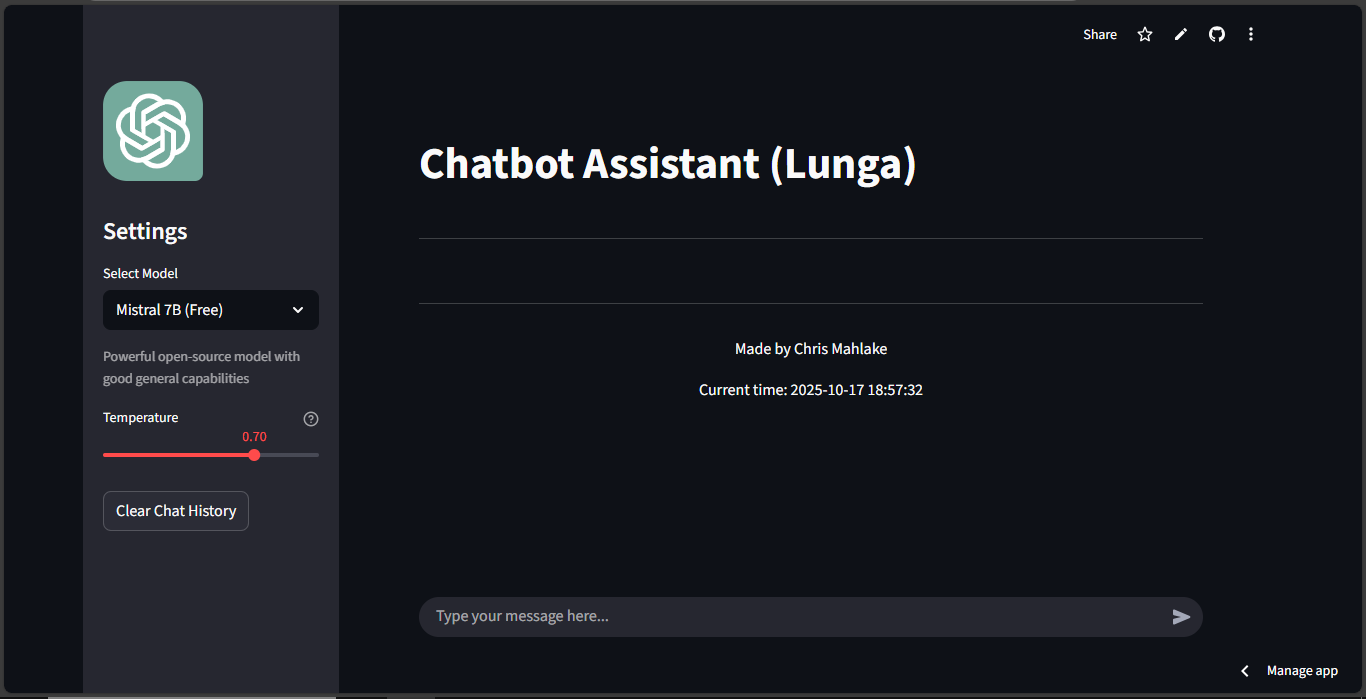 Share
Chatbot Assistant (Lunga)
Settings
Select Model
Mistral 7B (Free)
Powerful open-source model with
good general capabilities
Temperature
0.70
Clear Chat History
Made by Chris Mahlake
Current time: 2025-10-17 18:57:32
Type your message here...
Manage app